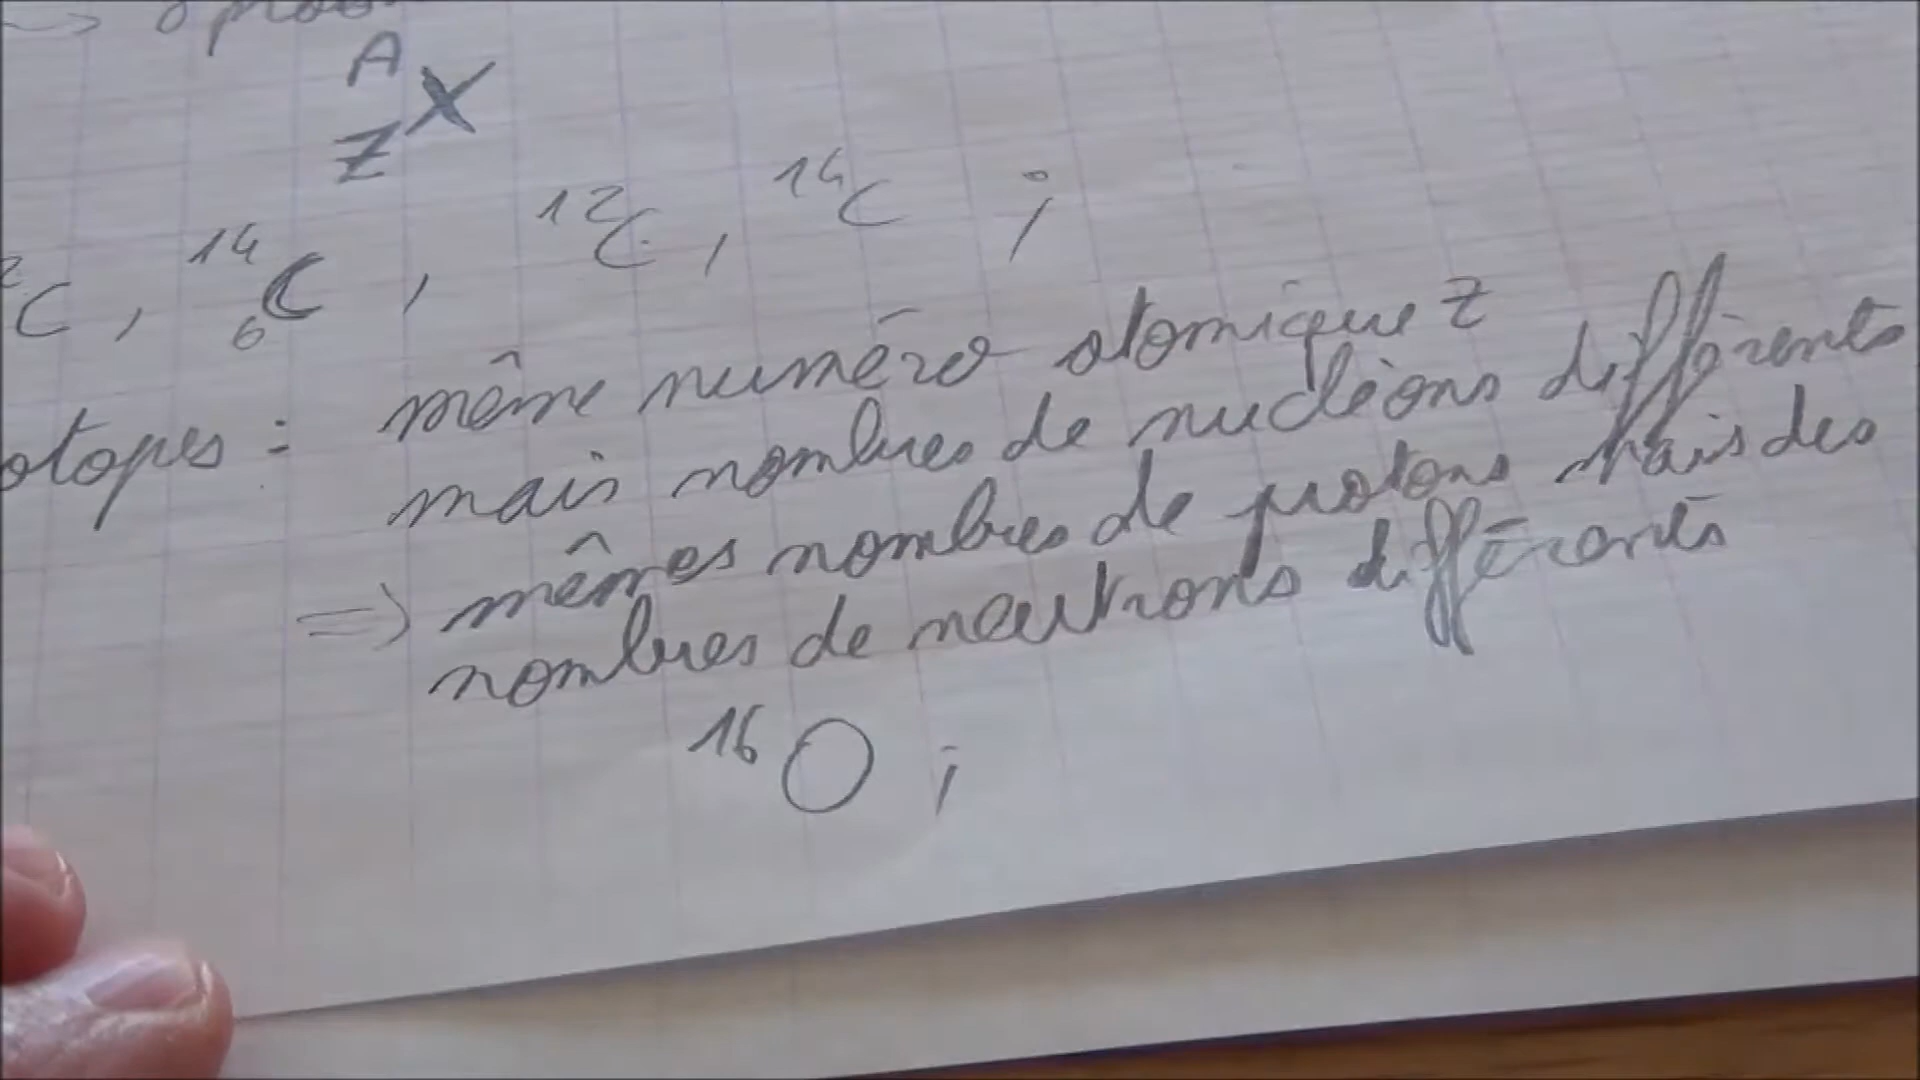 A
Z X
C, 14 6 C, 12 C, 14 C ;
otopes : même numéro atomique Z
mais nombres de nucléons différents
=> mêmes nombres de protons mais des
nombres de neutrons différents
16 O ;